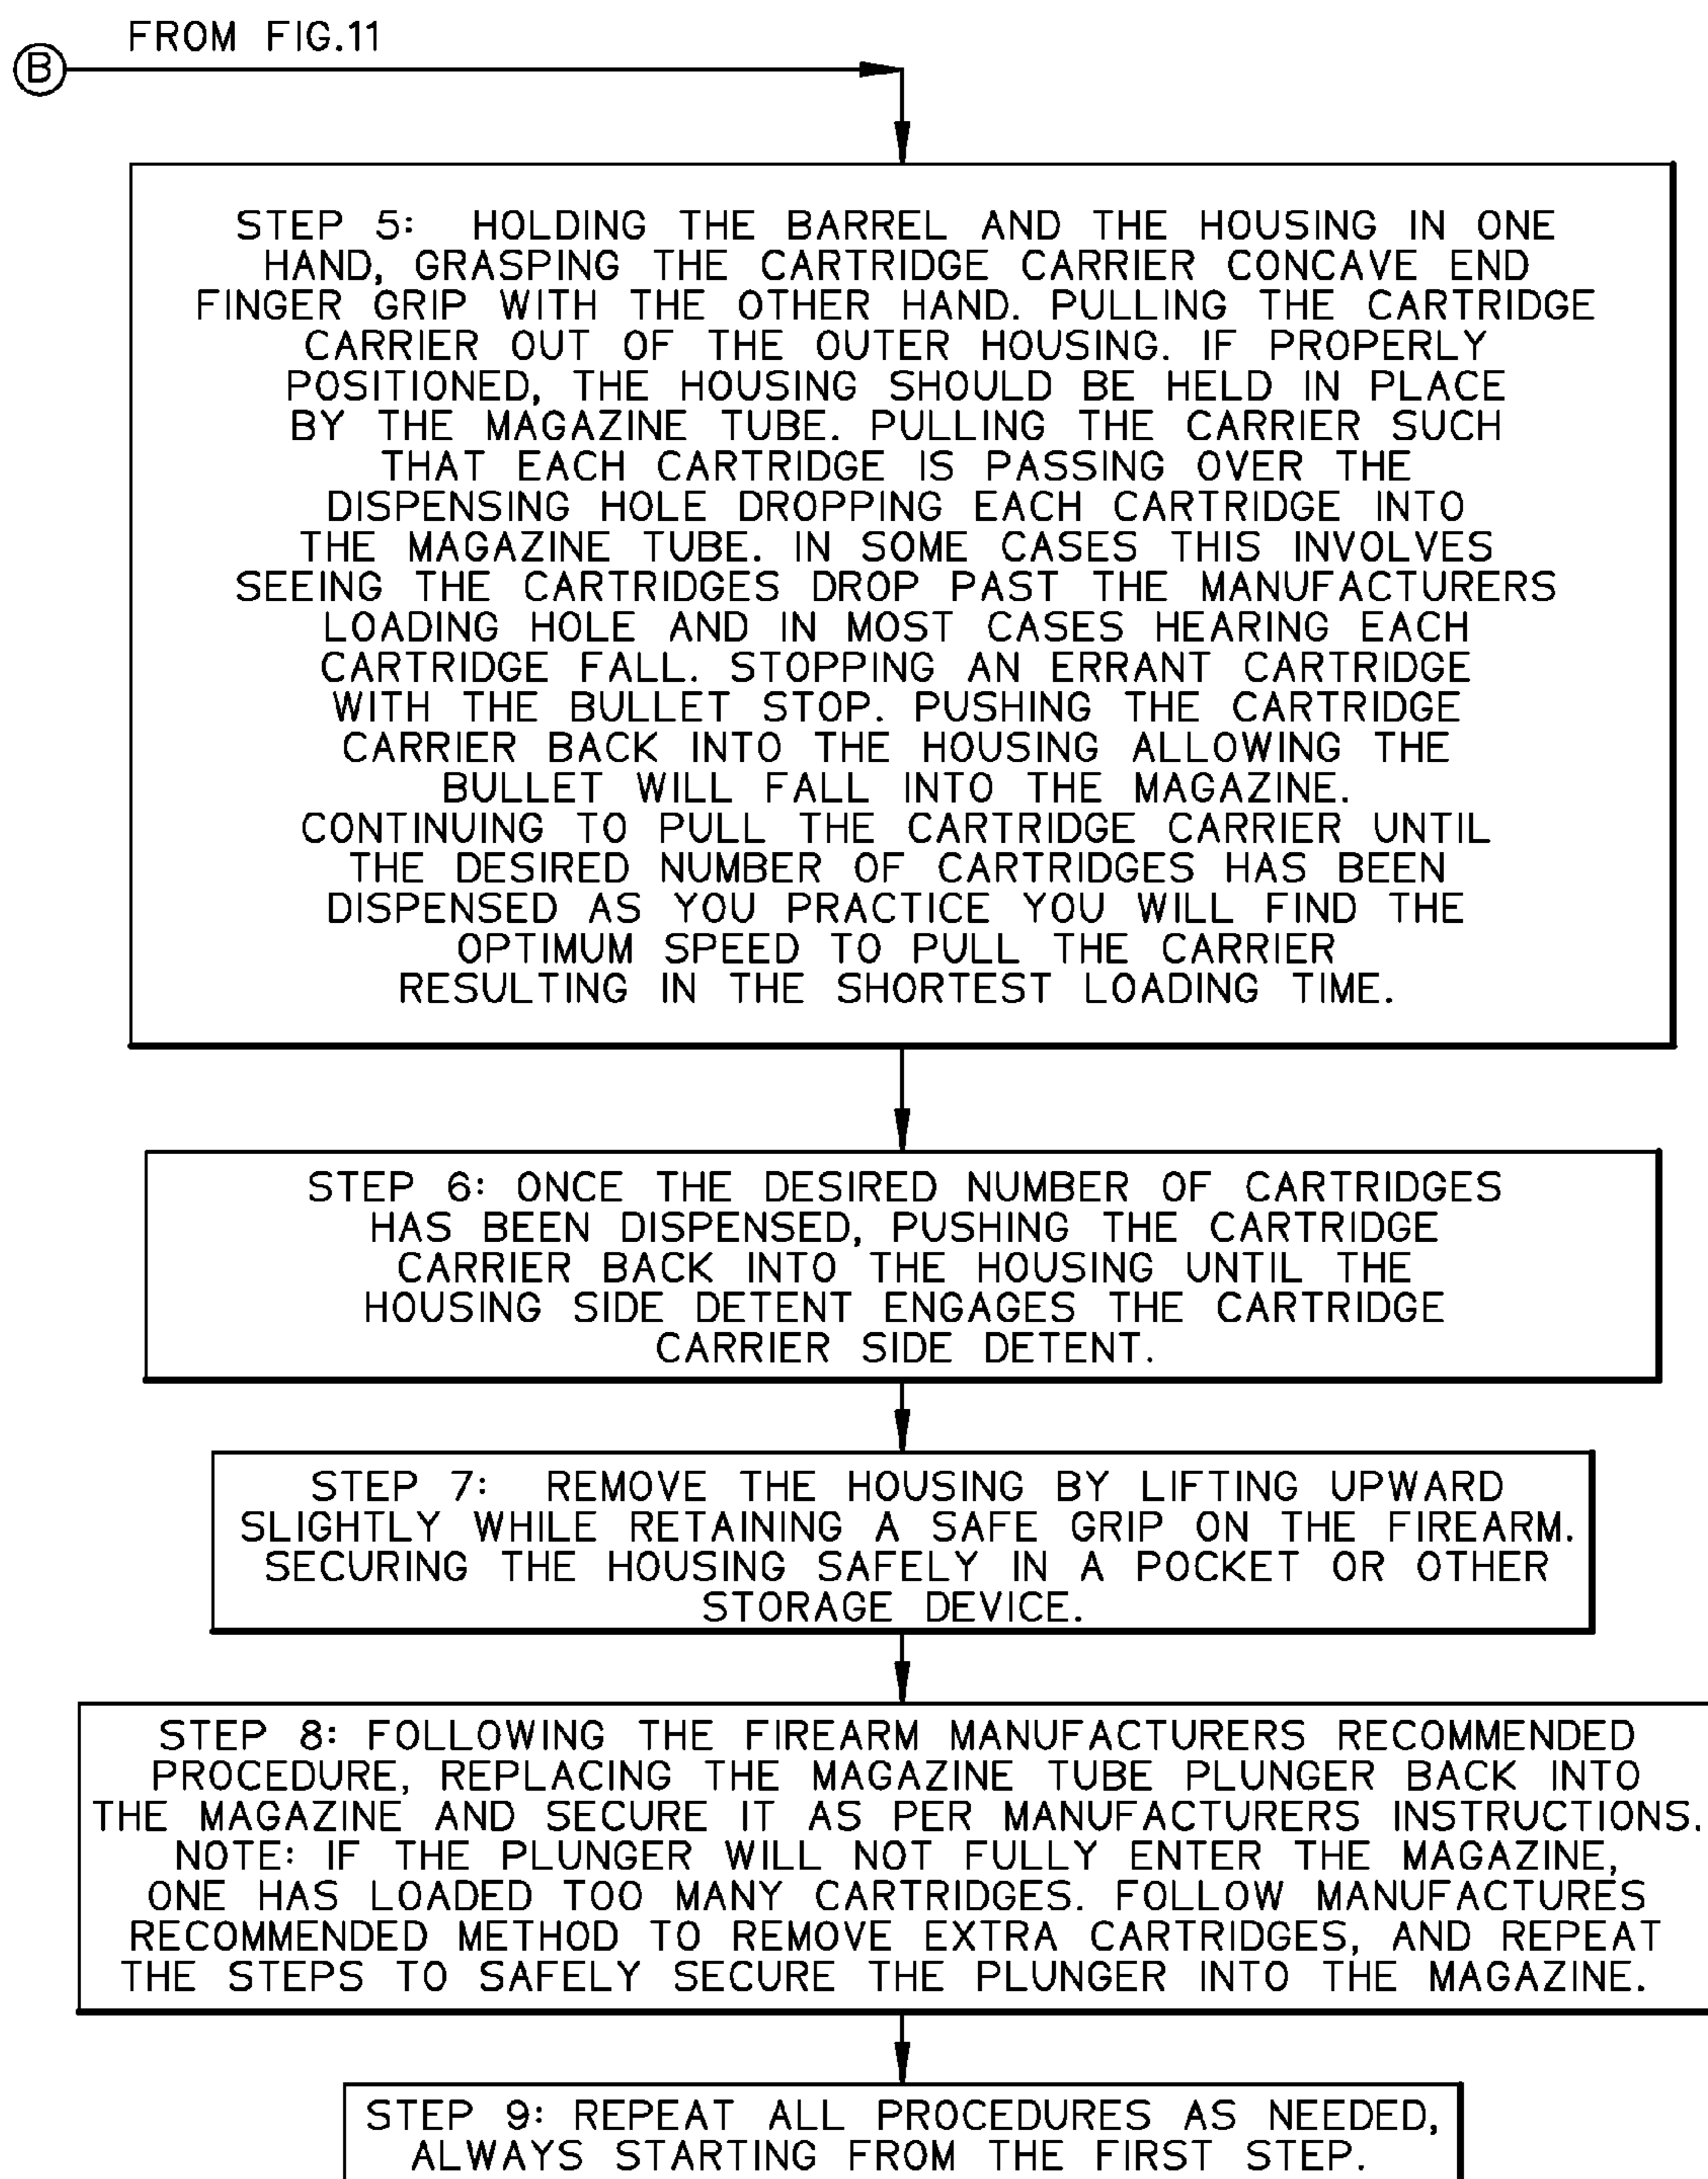 FROM FIG.11
B
STEP 5: HOLDING THE BARREL AND THE HOUSING IN ONE
HAND, GRASPING THE CARTRIDGE CARRIER CONCAVE END
FINGER GRIP WITH THE OTHER HAND. PULLING THE CARTRIDGE
CARRIER OUT OF THE OUTER HOUSING. IF PROPERLY
POSITIONED, THE HOUSING SHOULD BE HELD IN PLACE
BY THE MAGAZINE TUBE. PULLING THE CARRIER SUCH
THAT EACH CARTRIDGE IS PASSING OVER THE
DISPENSING HOLE DROPPING EACH CARTRIDGE INTO
THE MAGAZINE TUBE. IN SOME CASES THIS INVOLVES
SEEING THE CARTRIDGES DROP PAST THE MANUFACTURERS
LOADING HOLE AND IN MOST CASES HEARING EACH
CARTRIDGE FALL. STOPPING AN ERRANT CARTRIDGE
WITH THE BULLET STOP. PUSHING THE CARTRIDGE
CARRIER BACK INTO THE HOUSING ALLOWING THE
BULLET WILL FALL INTO THE MAGAZINE.
CONTINUING TO PULL THE CARTRIDGE CARRIER UNTIL
THE DESIRED NUMBER OF CARTRIDGES HAS BEEN
DISPENSED AS YOU PRACTICE YOU WILL FIND THE
OPTIMUM SPEED TO PULL THE CARRIER
RESULTING IN THE SHORTEST LOADING TIME.
STEP 6: ONCE THE DESIRED NUMBER OF CARTRIDGES
HAS BEEN DISPENSED, PUSHING THE CARTRIDGE
CARRIER BACK INTO THE HOUSING UNTIL THE
HOUSING SIDE DETENT ENGAGES THE CARTRIDGE
CARRIER SIDE DETENT.
STEP 7: REMOVE THE HOUSING BY LIFTING UPWARD
SLIGHTLY WHILE RETAINING A SAFE GRIP ON THE FIREARM.
SECURING THE HOUSING SAFELY IN A POCKET OR OTHER
STORAGE DEVICE.
STEP 8: FOLLOWING THE FIREARM MANUFACTURERS RECOMMENDED
PROCEDURE, REPLACING THE MAGAZINE TUBE PLUNGER BACK INTO
THE MAGAZINE AND SECURE IT AS PER MANUFACTURERS INSTRUCTIONS.
NOTE: IF THE PLUNGER WILL NOT FULLY ENTER THE MAGAZINE,
ONE HAS LOADED TOO MANY CARTRIDGES. FOLLOW MANUFACTURES
RECOMMENDED METHOD TO REMOVE EXTRA CARTRIDGES, AND REPEAT
THE STEPS TO SAFELY SECURE THE PLUNGER INTO THE MAGAZINE.
STEP 9: REPEAT ALL PROCEDURES AS NEEDED,
ALWAYS STARTING FROM THE FIRST STEP.